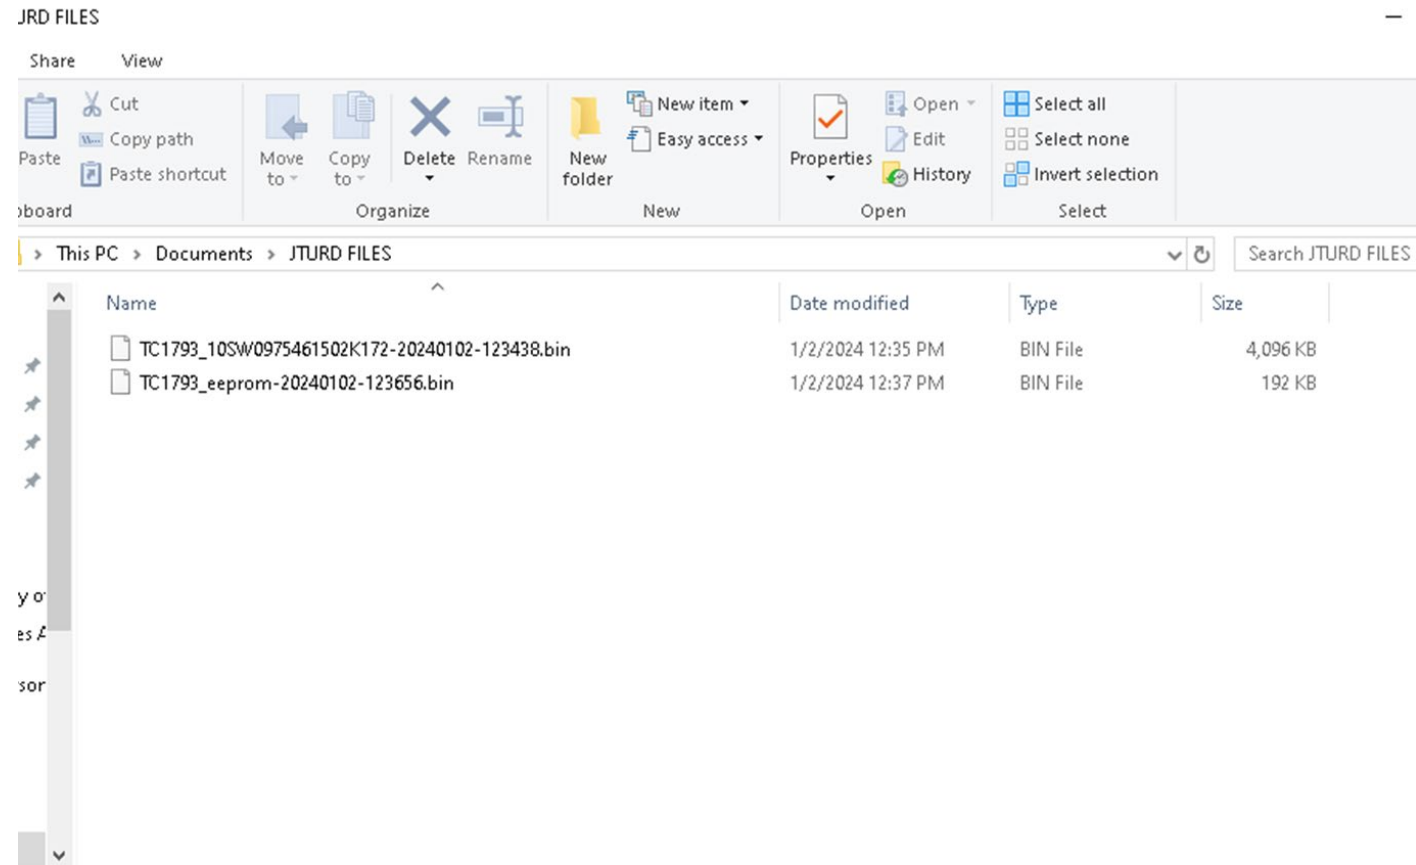 JRD FILES
Share View
Cut
Copy path
Paste
Paste shortcut
Move to
Copy to
Delete
Rename
New folder
New item
Easy access
Properties
Open
Edit
History
Select all
Select none
Invert selection
board Organize New Open Select
This PC > Documents > JTURD FILES
Search JTURD FILES
Name Date modified Type Size
TC1793_10SW0975461502K172-20240102-123438.bin 1/2/2024 12:35 PM BIN File 4,096 KB
TC1793_eeprom-20240102-123656.bin 1/2/2024 12:37 PM BIN File 192 KB
y o
es A
sor